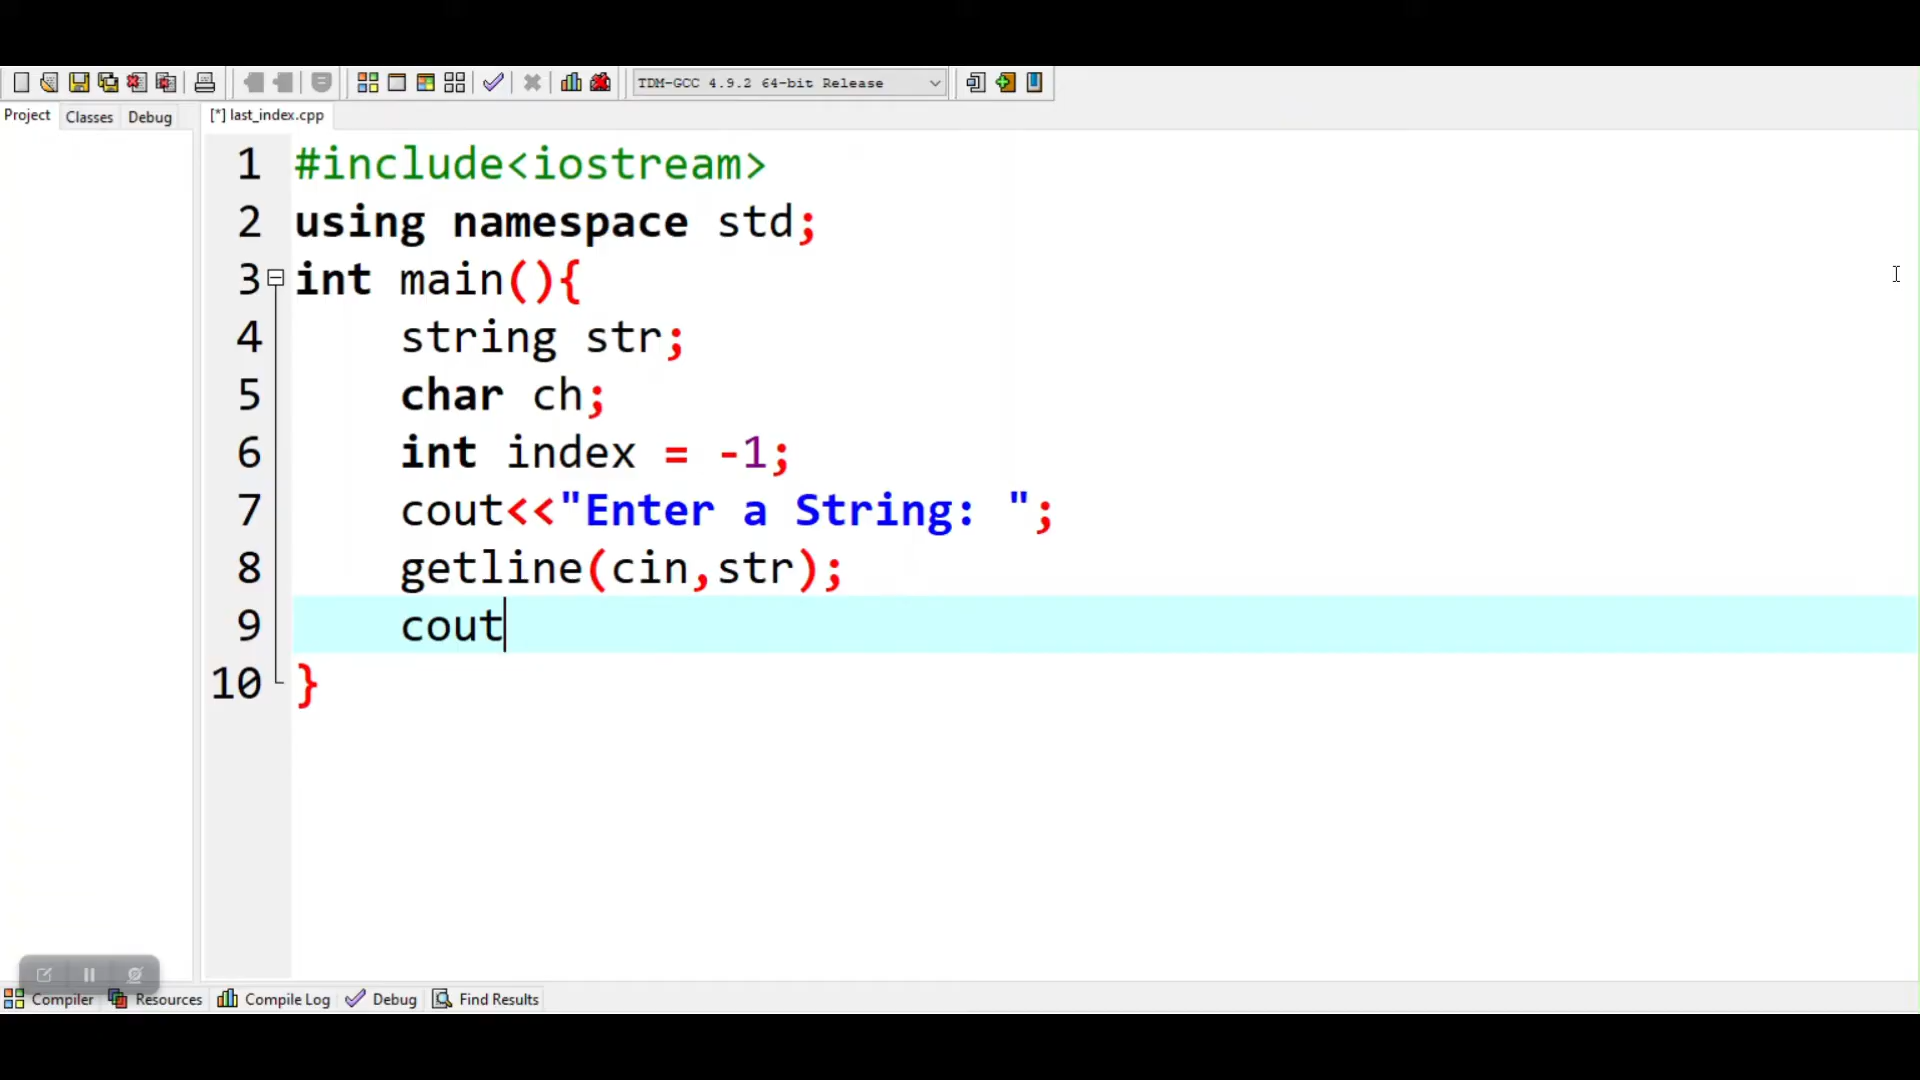 TDM-GCC 4.9.2 64-bit Release
Project Classes Debug [*] last_index.cpp
1 #include<iostream>
2 using namespace std;
3 int main(){
4 string str;
5 char ch;
6 int index = -1;
7 cout<<"Enter a String: ";
8 getline(cin,str);
9 cout
10 }
Compiler Resources Compile Log Debug Find Results